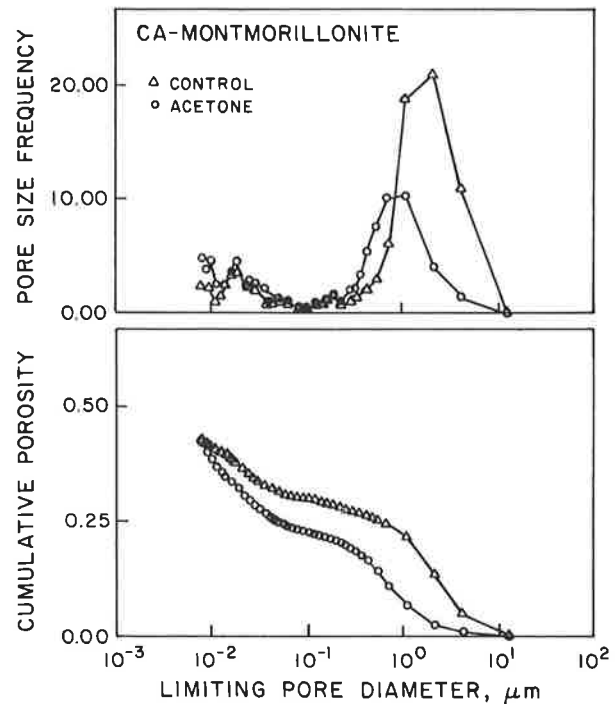 CA-MONTMORILLONITE
△ CONTROL
○ ACETONE
PORE SIZE FREQUENCY
20.00
10.00
0.00
CUMULATIVE POROSITY
0.50
0.25
0.00
10⁻³ 10⁻² 10⁻¹ 10⁰ 10¹ 10²
LIMITING PORE DIAMETER, μm